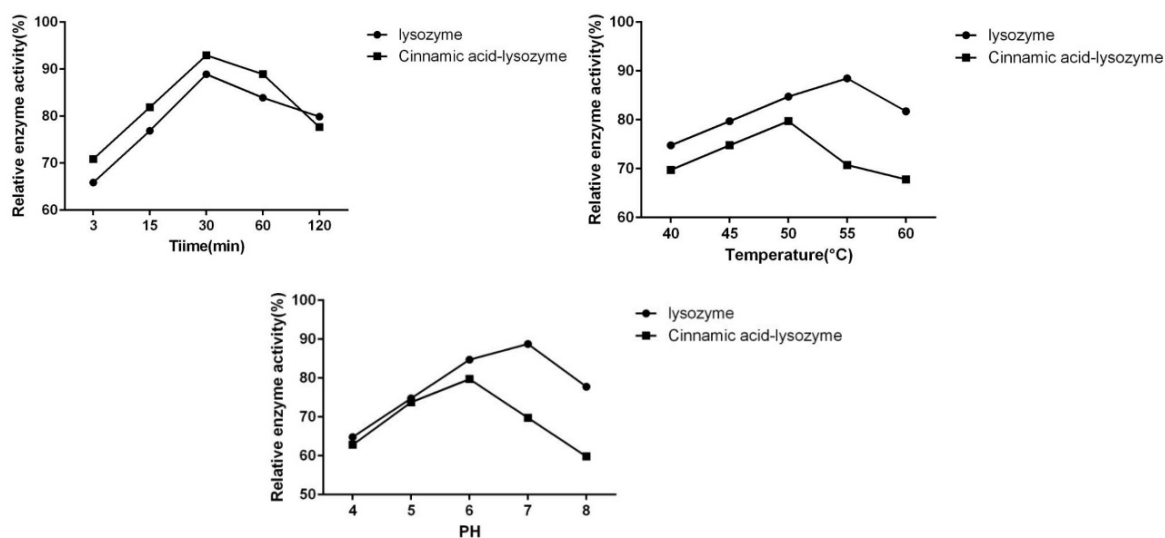 Relative enzyme activity(%)
100
90
80
70
60
3 15 30 60 120
Tiime(min)
lysozyme
Cinnamic acid-lysozyme
Relative enzyme activity(%)
100
90
80
70
60
40 45 50 55 60
Temperature(°C)
lysozyme
Cinnamic acid-lysozyme
Relative enzyme activity(%)
100
90
80
70
60
50
4 5 6 7 8
PH
lysozyme
Cinnamic acid-lysozyme